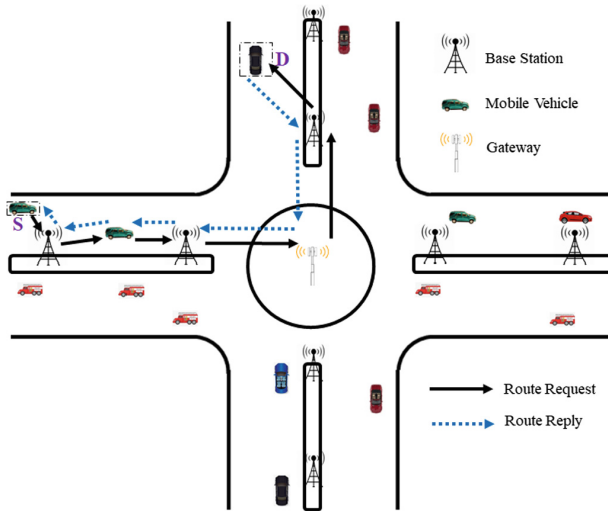 D
Base Station
Mobile Vehicle
Gateway
S
Route Request
Route Reply